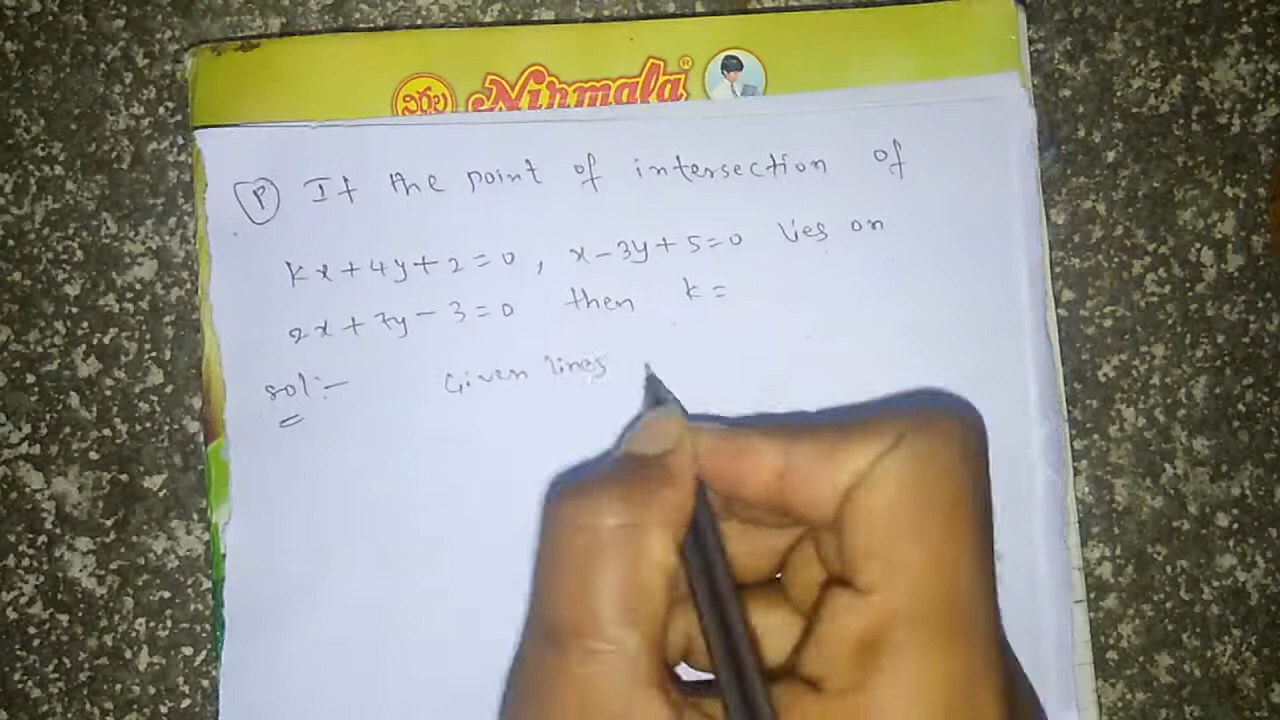 నిర్మల Nirmala ®
(P) If the point of intersection of
kx+4y+2=0, x-3y+5=0 lies on
2x+7y-3=0 then k=
sol:- Given lines